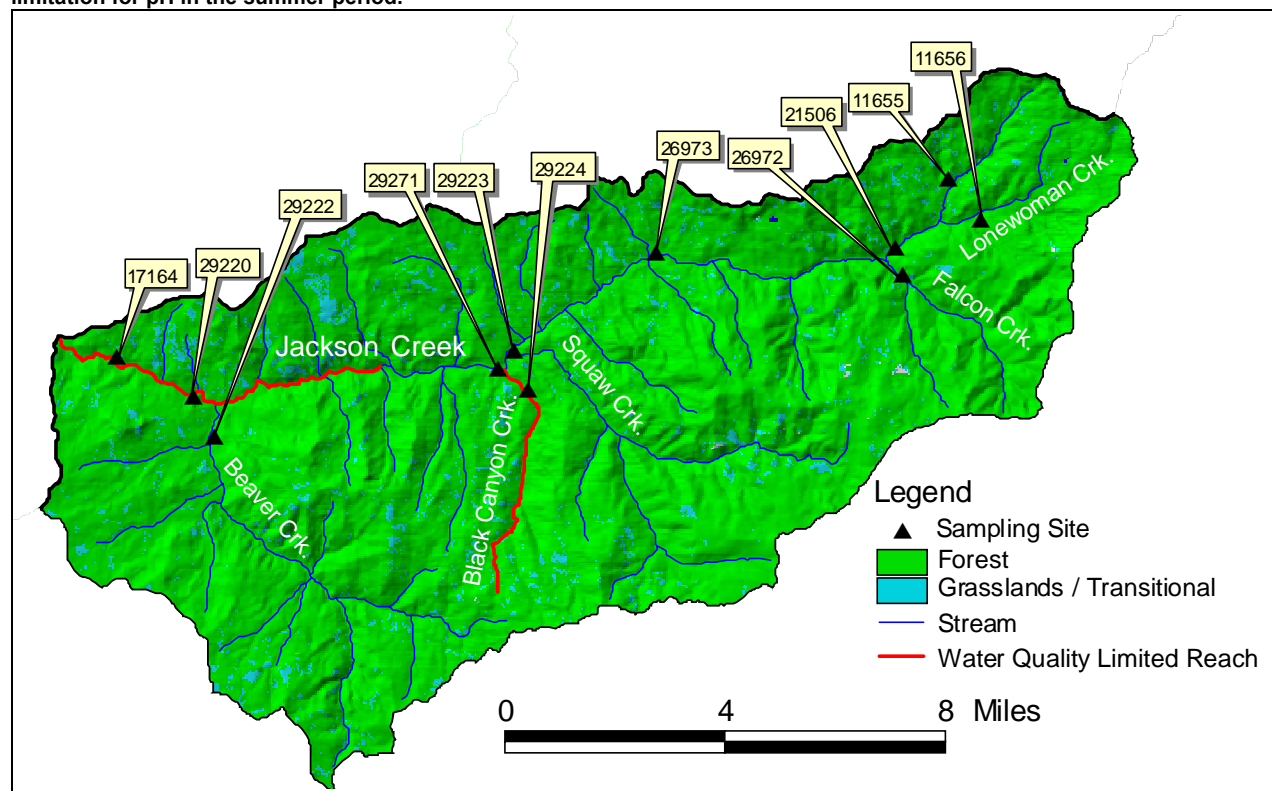 limitation for pH in the summer period.
11656
11655
21506
26972
26973
29224
29223
29271
29222
29220
17164
Lonewoman Crk.
Falcon Crk.
Jackson Creek
Squaw Crk.
Black Canyon Crk.
Beaver Crk.
Legend
Sampling Site
Forest
Grasslands / Transitional
Stream
Water Quality Limited Reach
0 4 8 Miles